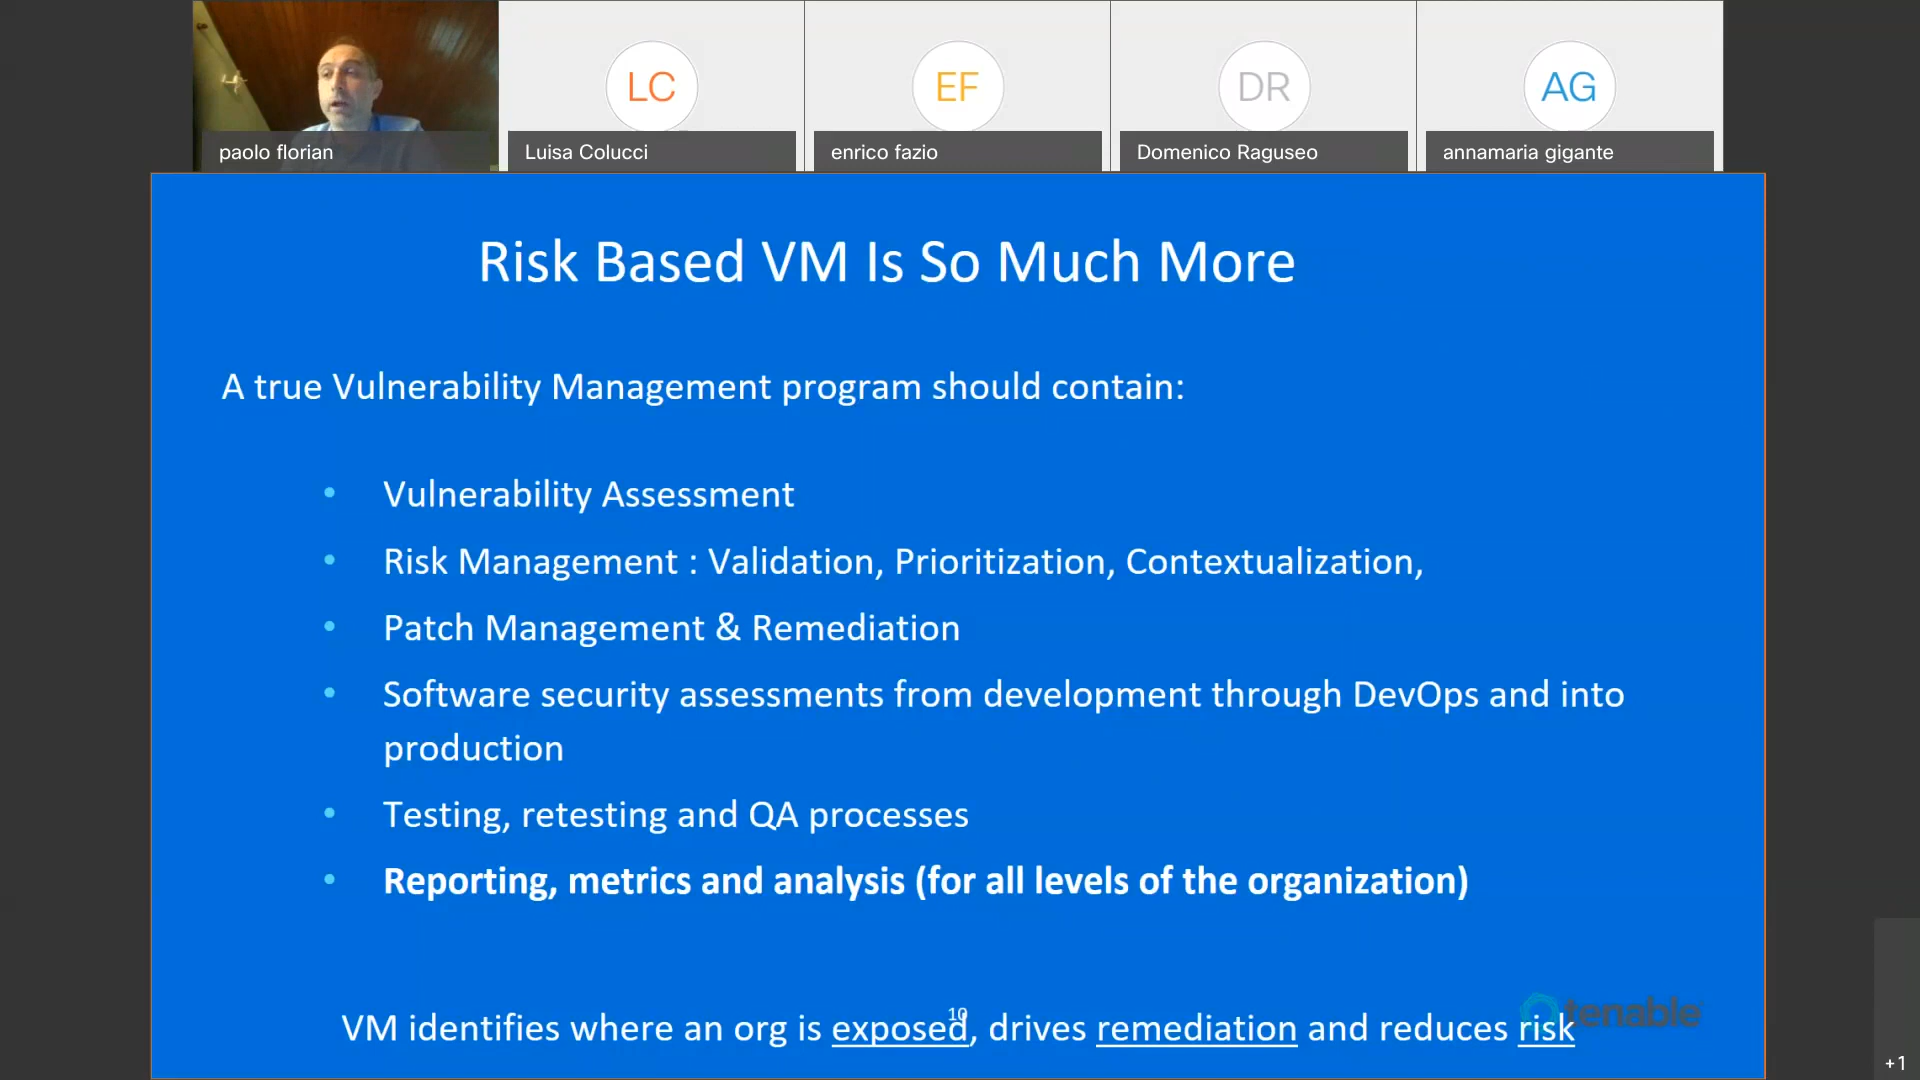 LC
EF
DR
AG
paolo florian
Luisa Colucci
enrico fazio
Domenico Raguseo
annamaria gigante
Risk Based VM Is So Much More
A true Vulnerability Management program should contain:
• Vulnerability Assessment
• Risk Management : Validation, Prioritization, Contextualization,
• Patch Management & Remediation
• Software security assessments from development through DevOps and into
production
• Testing, retesting and QA processes
• Reporting, metrics and analysis (for all levels of the organization)
10
tenable
VM identifies where an org is exposed, drives remediation and reduces risk
+1